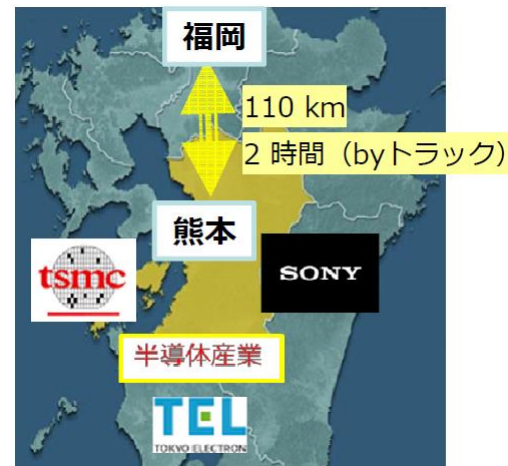 福岡
110 km
2 時間（byトラック）
熊本
tsmc
SONY
半導体産業
TEL
TOKYO ELECTRON